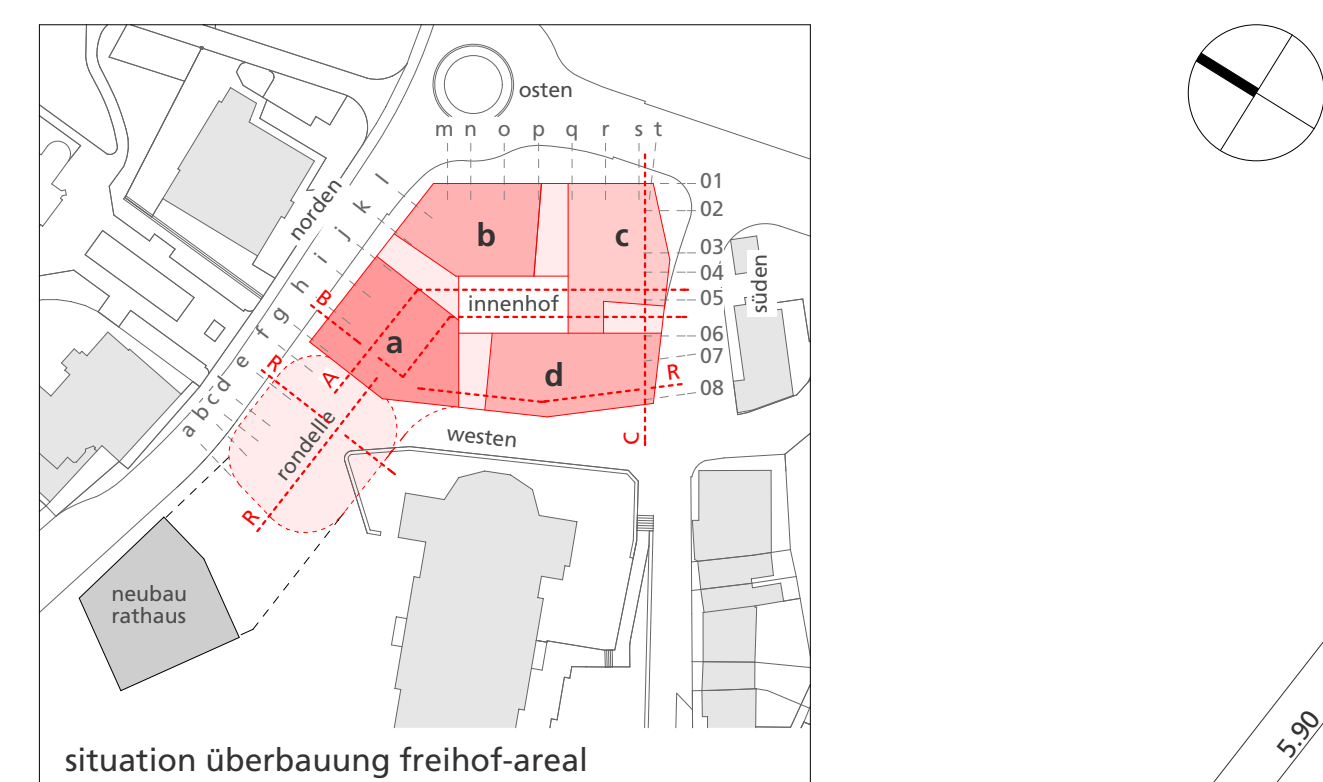 osten
m n o p q r s t
01
02
03
04
05
06
07
08
norden
süden
westen
l
k
j
i
h
g
f
e
d
c
b
a
b
c
a
d
innenhof
rondelle
B
R
A
R
R
C
neubau
rathaus
situation überbauung freihof-areal
5.90